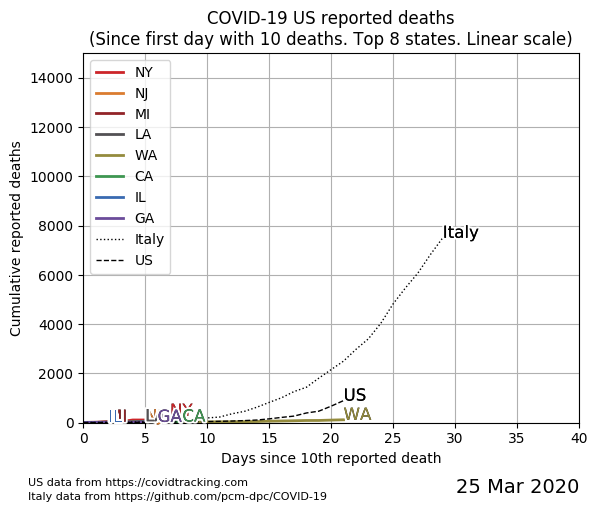 COVID-19 US reported deaths
(Since first day with 10 deaths. Top 8 states. Linear scale)
Cumulative reported deaths
14000
12000
10000
8000
6000
4000
2000
0
NY
NJ
MI
LA
WA
CA
IL
GA
Italy
US
Italy
US
WA
NY
GA
CA
0 5 10 15 20 25 30 35 40
Days since 10th reported death
US data from https://covidtracking.com
Italy data from https://github.com/pcm-dpc/COVID-19
25 Mar 2020